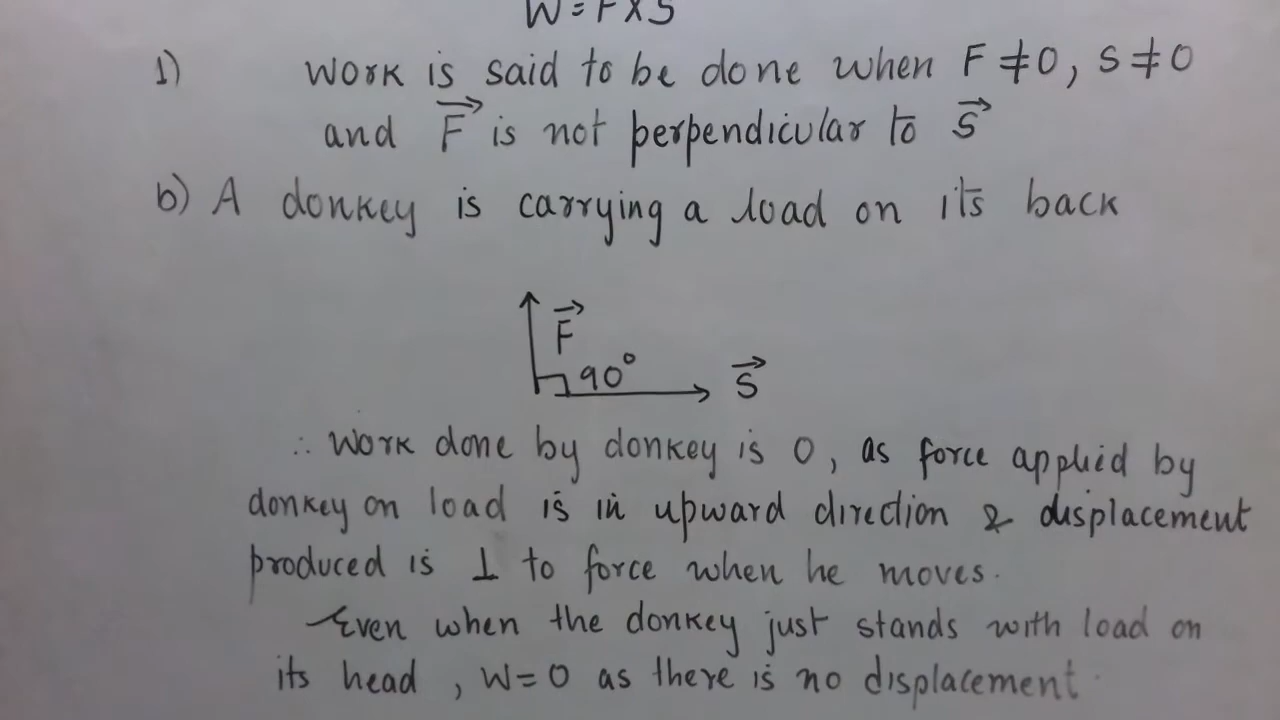 W = F X S
1) Work is said to be done when F ≠ 0, S ≠ 0
and F⃗ is not perpendicular to S⃗
b) A donkey is carrying a load on its back
F⃗
90°
S⃗
∴ Work done by donkey is 0, as force applied by
donkey on load is in upward direction & displacement
produced is ⊥ to force when he moves.
Even when the donkey just stands with load on
its head, W = 0 as there is no displacement.